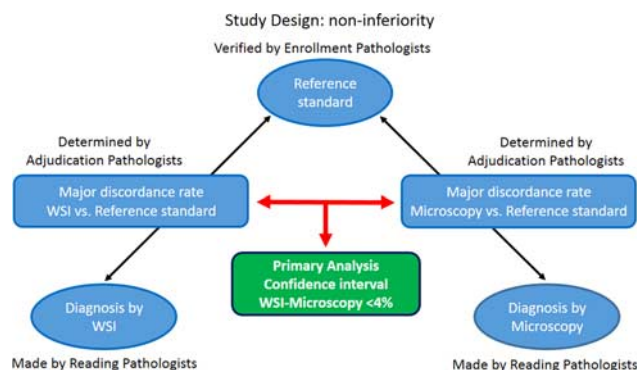 Study Design: non-inferiority
Verified by Enrollment Pathologists
Reference
standard
Determined by
Adjudication Pathologists
Determined by
Adjudication Pathologists
Major discordance rate
WSI vs. Reference standard
Major discordance rate
Microscopy vs. Reference standard
Primary Analysis
Confidence interval
WSI-Microscopy <4%
Diagnosis by
WSI
Diagnosis by
Microscopy
Made by Reading Pathologists
Made by Reading Pathologists